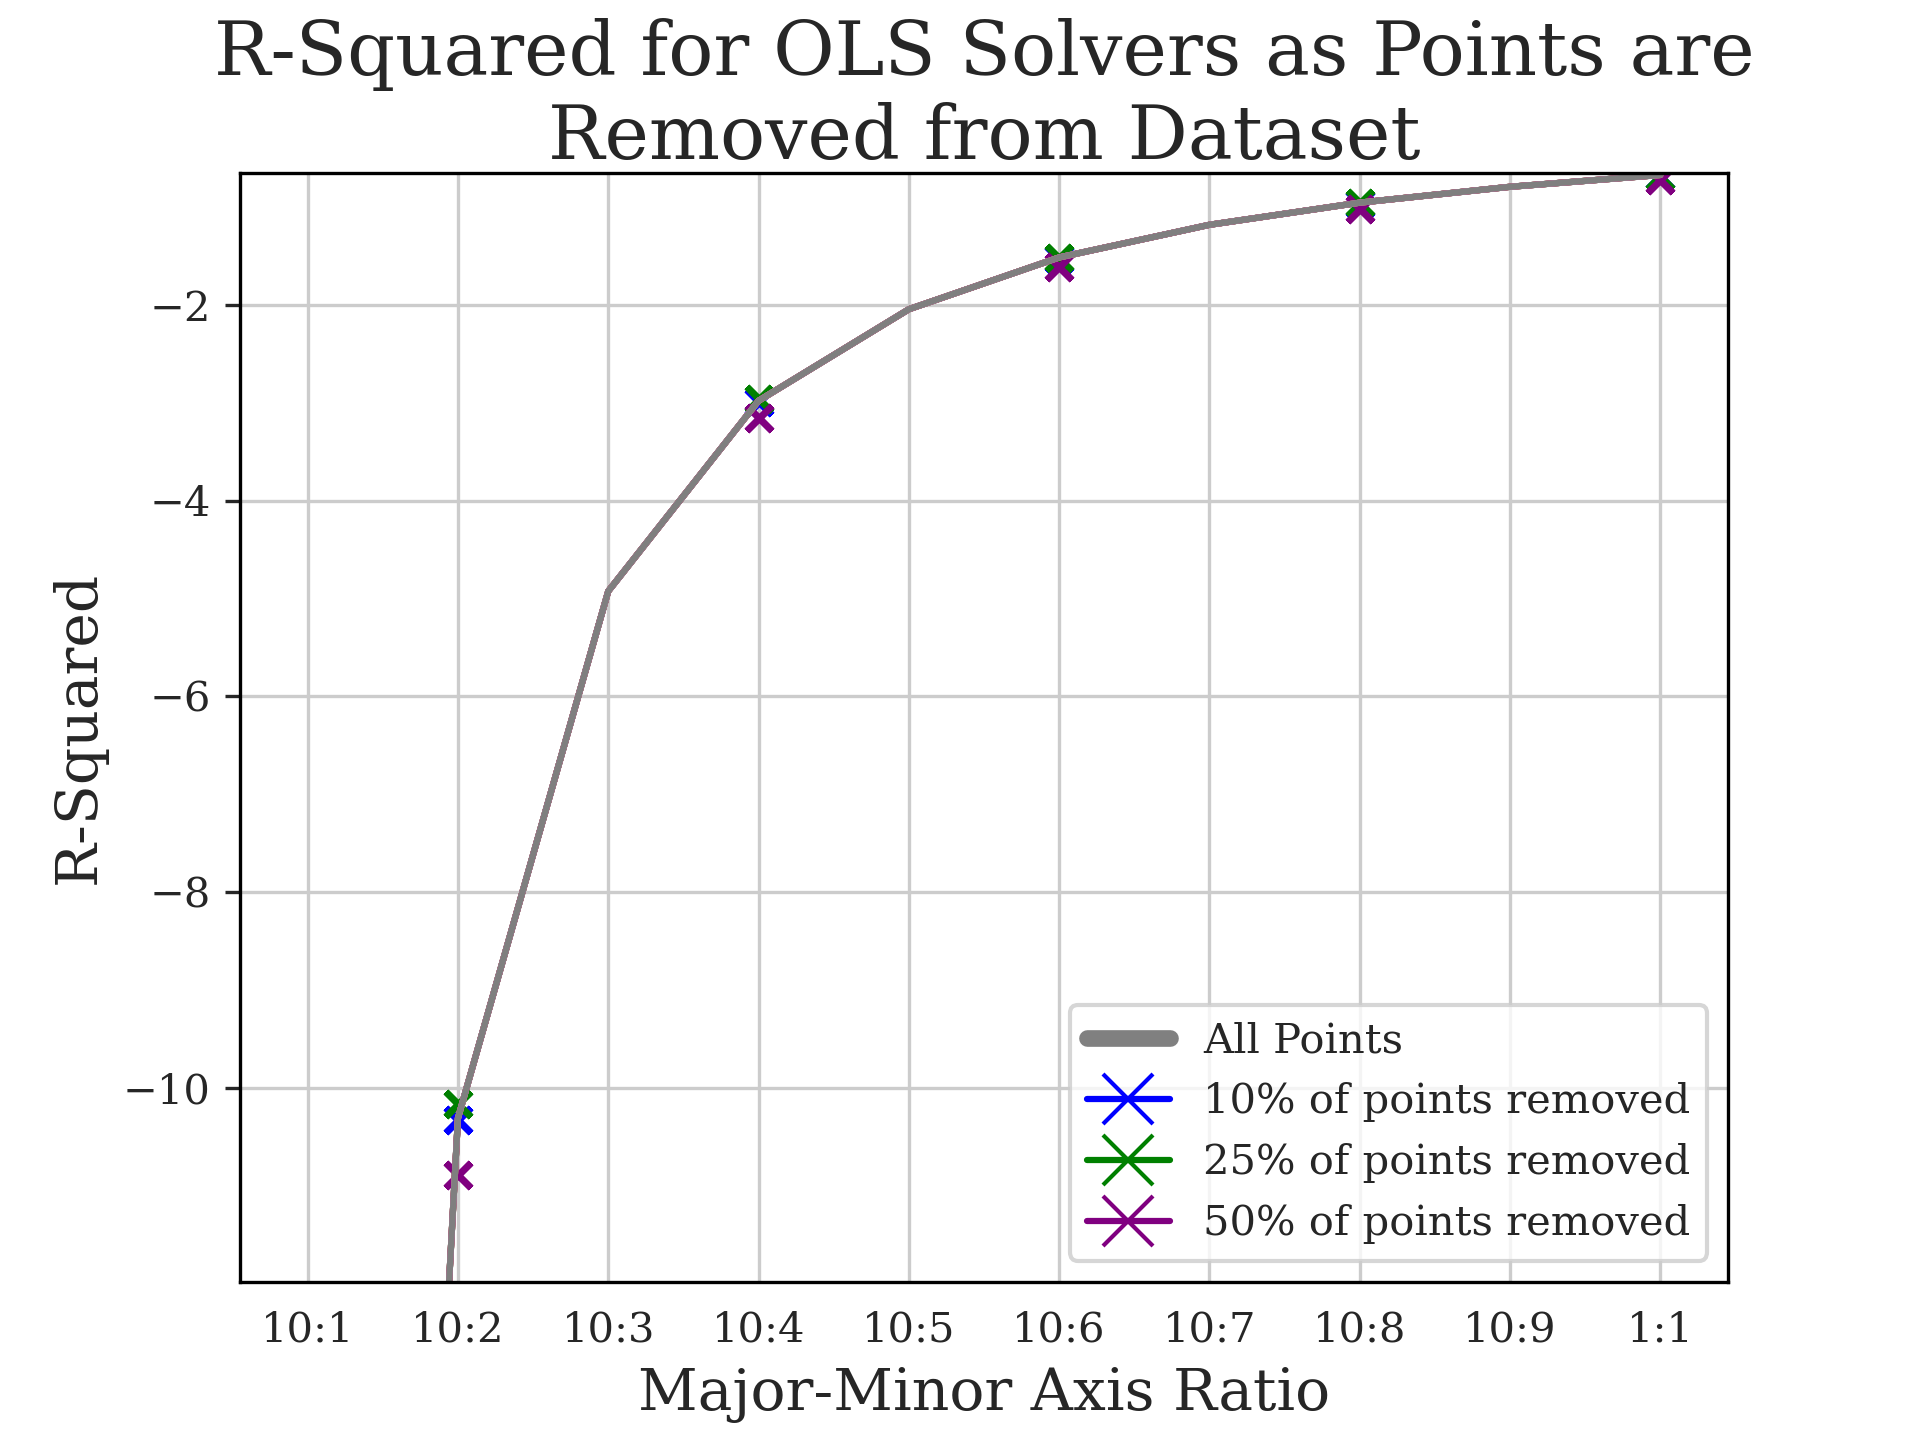 R-Squared for OLS Solvers as Points are
Removed from Dataset
R-Squared
−2
−4
−6
−8
−10
All Points
10% of points removed
25% of points removed
50% of points removed
10:1 10:2 10:3 10:4 10:5 10:6 10:7 10:8 10:9 1:1
Major-Minor Axis Ratio